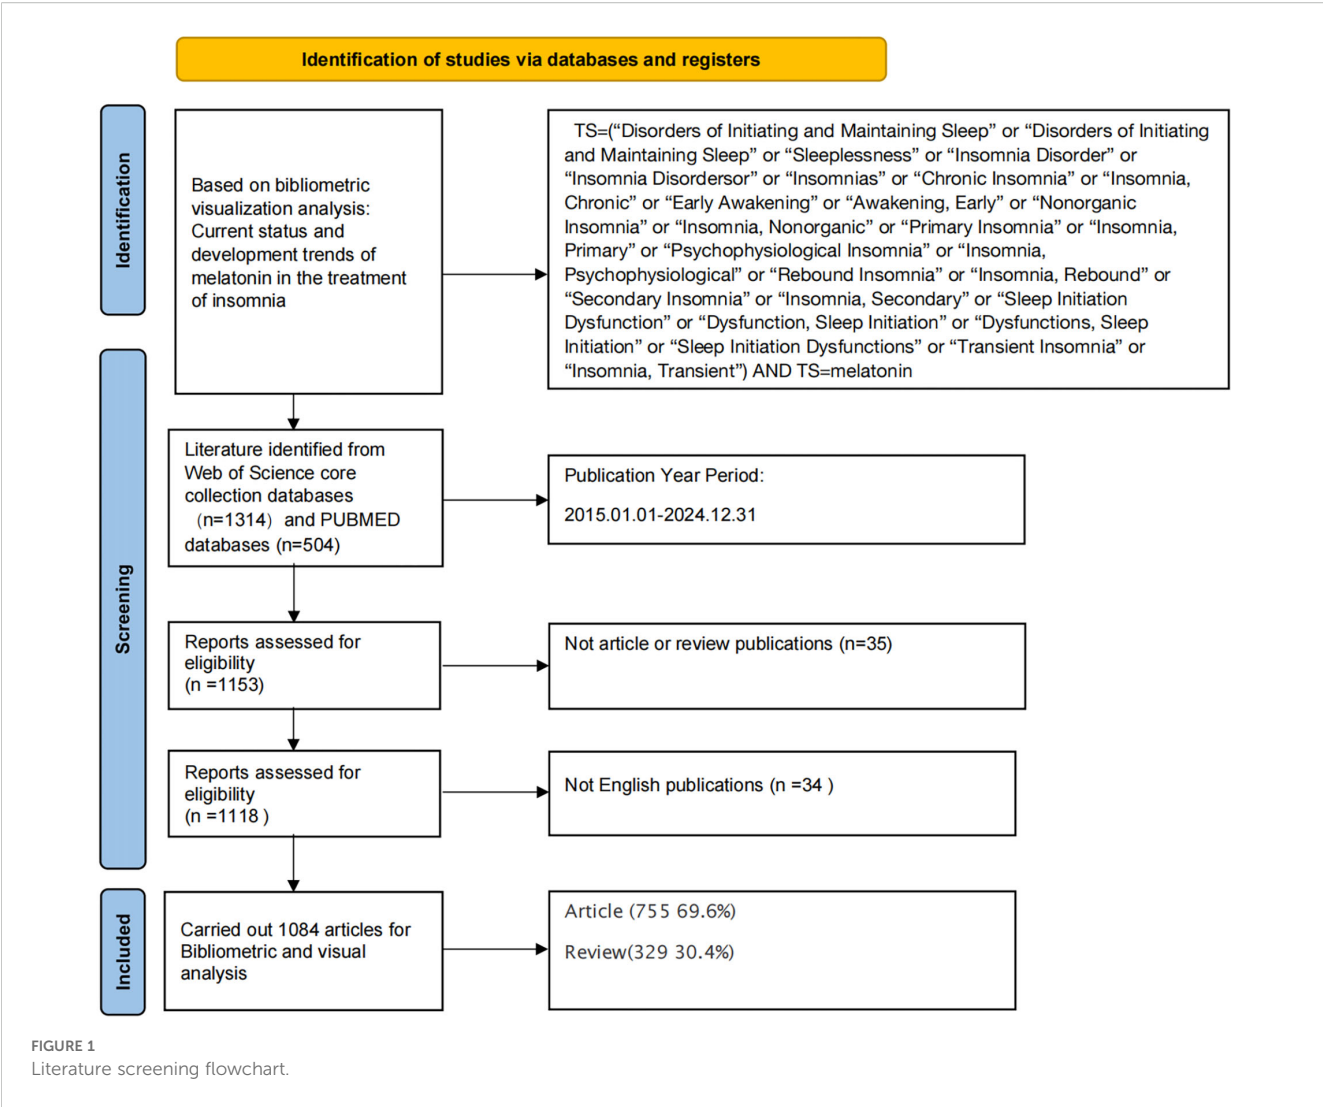 Identification of studies via databases and registers
Identification
Based on bibliometric
visualization analysis:
Current status and
development trends of
melatonin in the treatment
of insomnia
TS=(“Disorders of Initiating and Maintaining Sleep” or “Disorders of Initiating
and Maintaining Sleep” or “Sleeplessness” or “Insomnia Disorder” or
“Insomnia Disordersor” or “Insomnias” or “Chronic Insomnia” or “Insomnia,
Chronic” or “Early Awakening” or “Awakening, Early” or “Nonorganic
Insomnia” or “Insomnia, Nonorganic” or “Primary Insomnia” or “Insomnia,
Primary” or “Psychophysiological Insomnia” or “Insomnia,
Psychophysiological” or “Rebound Insomnia” or “Insomnia, Rebound” or
“Secondary Insomnia” or “Insomnia, Secondary” or “Sleep Initiation
Dysfunction” or “Dysfunction, Sleep Initiation” or “Dysfunctions, Sleep
Initiation” or “Sleep Initiation Dysfunctions” or “Transient Insomnia” or
“Insomnia, Transient”) AND TS=melatonin
Screening
Literature identified from
Web of Science core
collection databases
（n=1314）and PUBMED
databases (n=504)
Publication Year Period:
2015.01.01-2024.12.31
Reports assessed for
eligibility
(n =1153)
Not article or review publications (n=35)
Reports assessed for
eligibility
(n =1118 )
Not English publications (n =34 )
Included
Carried out 1084 articles for
Bibliometric and visual
analysis
Article (755 69.6%)
Review(329 30.4%)
FIGURE 1
Literature screening flowchart.